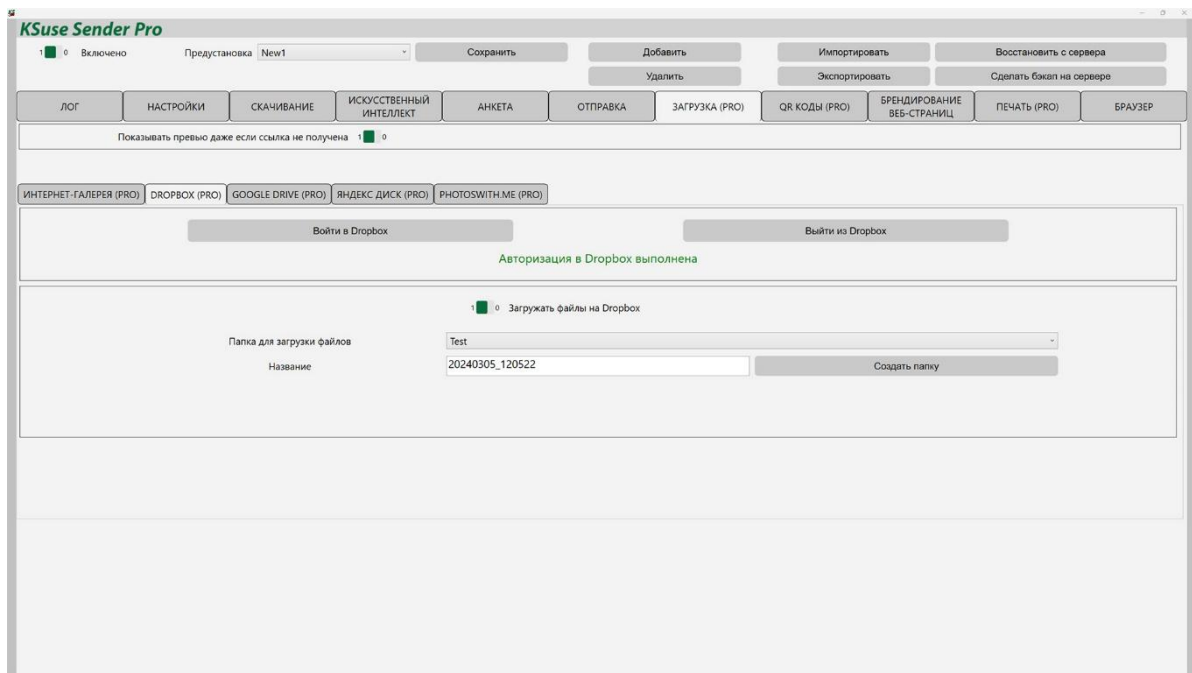 KSuse Sender Pro
1 0 Включено Предустановка New1 Сохранить Добавить Импортировать Восстановить с сервера
Удалить Экспортировать Сделать бэкап на сервере
ЛОГ НАСТРОЙКИ СКАЧИВАНИЕ ИСКУССТВЕННЫЙ ИНТЕЛЛЕКТ АНКЕТА ОТПРАВКА ЗАГРУЗКА (PRO) QR КОДЫ (PRO) БРЕНДИРОВАНИЕ ВЕБ-СТРАНИЦ ПЕЧАТЬ (PRO) БРАУЗЕР
Показывать превью даже если ссылка не получена 1 0
ИНТЕРНЕТ-ГАЛЕРЕЯ (PRO) DROPBOX (PRO) GOOGLE DRIVE (PRO) ЯНДЕКС ДИСК (PRO) PHOTOSWITH.ME (PRO)
Войти в Dropbox Выйти из Dropbox
Авторизация в Dropbox выполнена
1 0 Загружать файлы на Dropbox
Папка для загрузки файлов Test
Название 20240305_120522 Создать папку